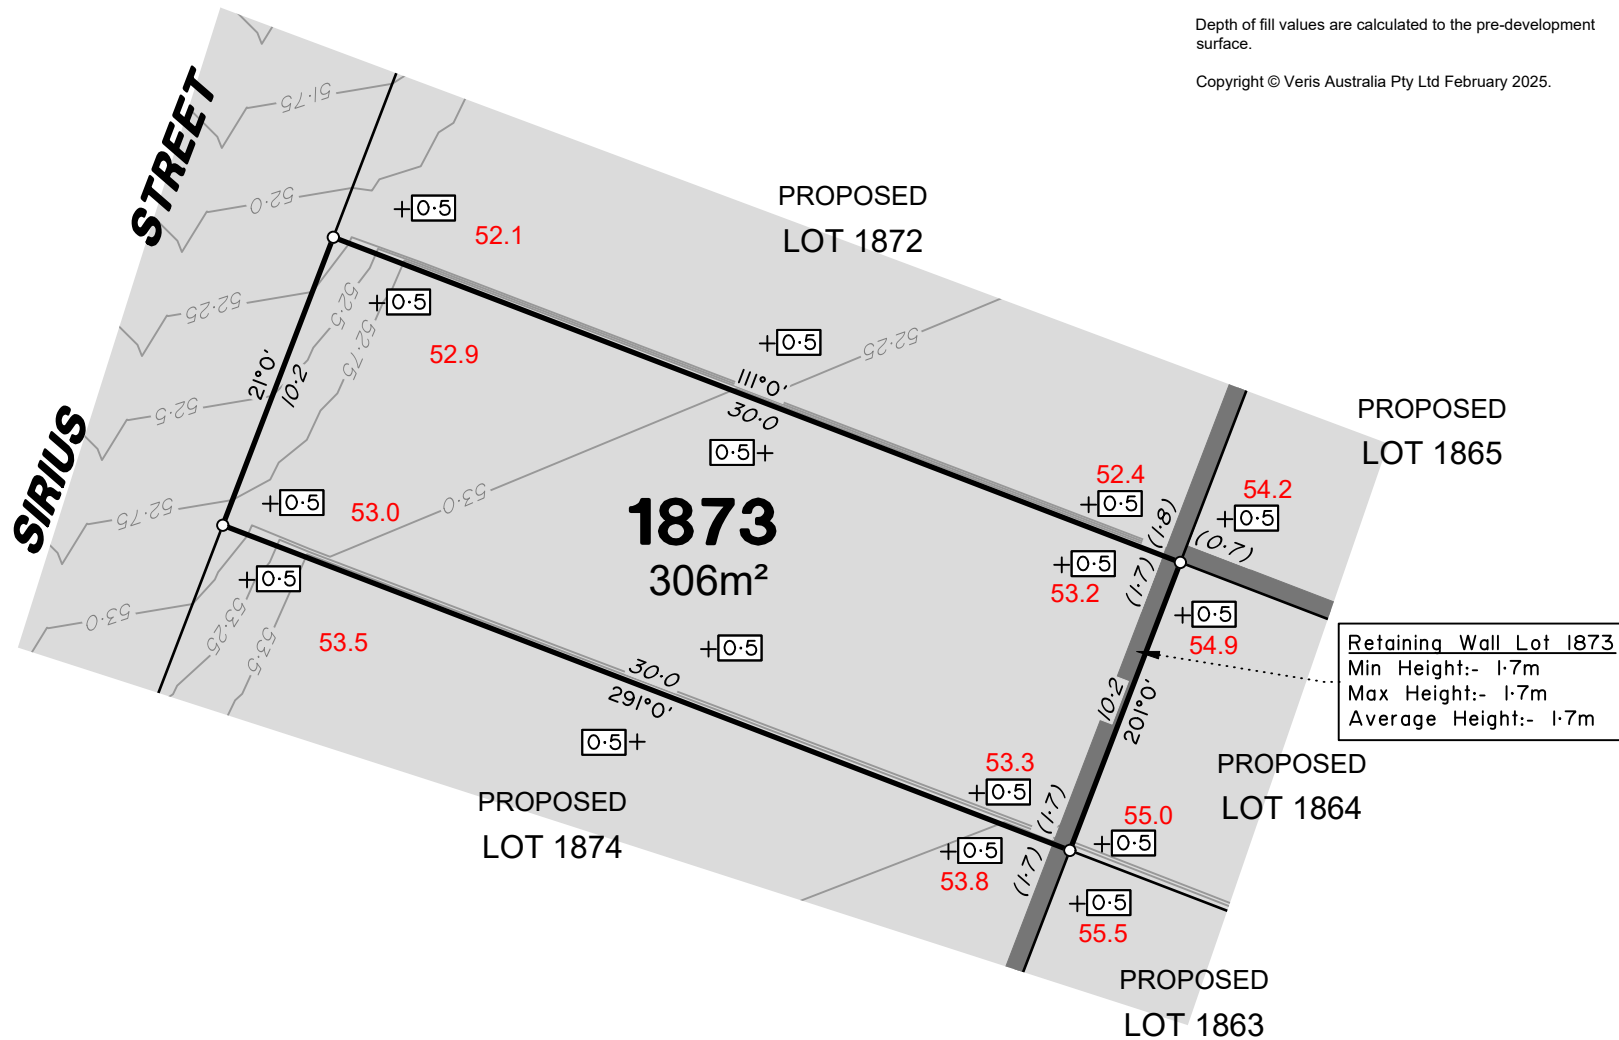 Depth of fill values are calculated to the pre-development
surface.
Copyright © Veris Australia Pty Ltd February 2025.
SIRIUS STREET
51·75
52·0
52·25
52·5
52·75
53·0
53·25
53·5
0·5
52.1
PROPOSED
LOT 1872
52·5
52·75
0·5
52.9
0·5
52·25
21°0'
10·2
111°0'
30·0
0·5
PROPOSED
LOT 1865
0·5
53.0
53·0
1873
306m²
52.4
0·5
(1·8)
54.2
0·5
(0·7)
0·5
53.2
(1·7)
0·5
54.9
0·5
53.5
0·5
Retaining Wall Lot 1873
Min Height:- 1·7m
Max Height:- 1·7m
Average Height:- 1·7m
30·0
291°0'
10·2
201°0'
0·5
PROPOSED
LOT 1874
53.3
0·5
(1·7)
PROPOSED
LOT 1864
55.0
0·5
0·5
53.8
(1·7)
0·5
55.5
PROPOSED
LOT 1863